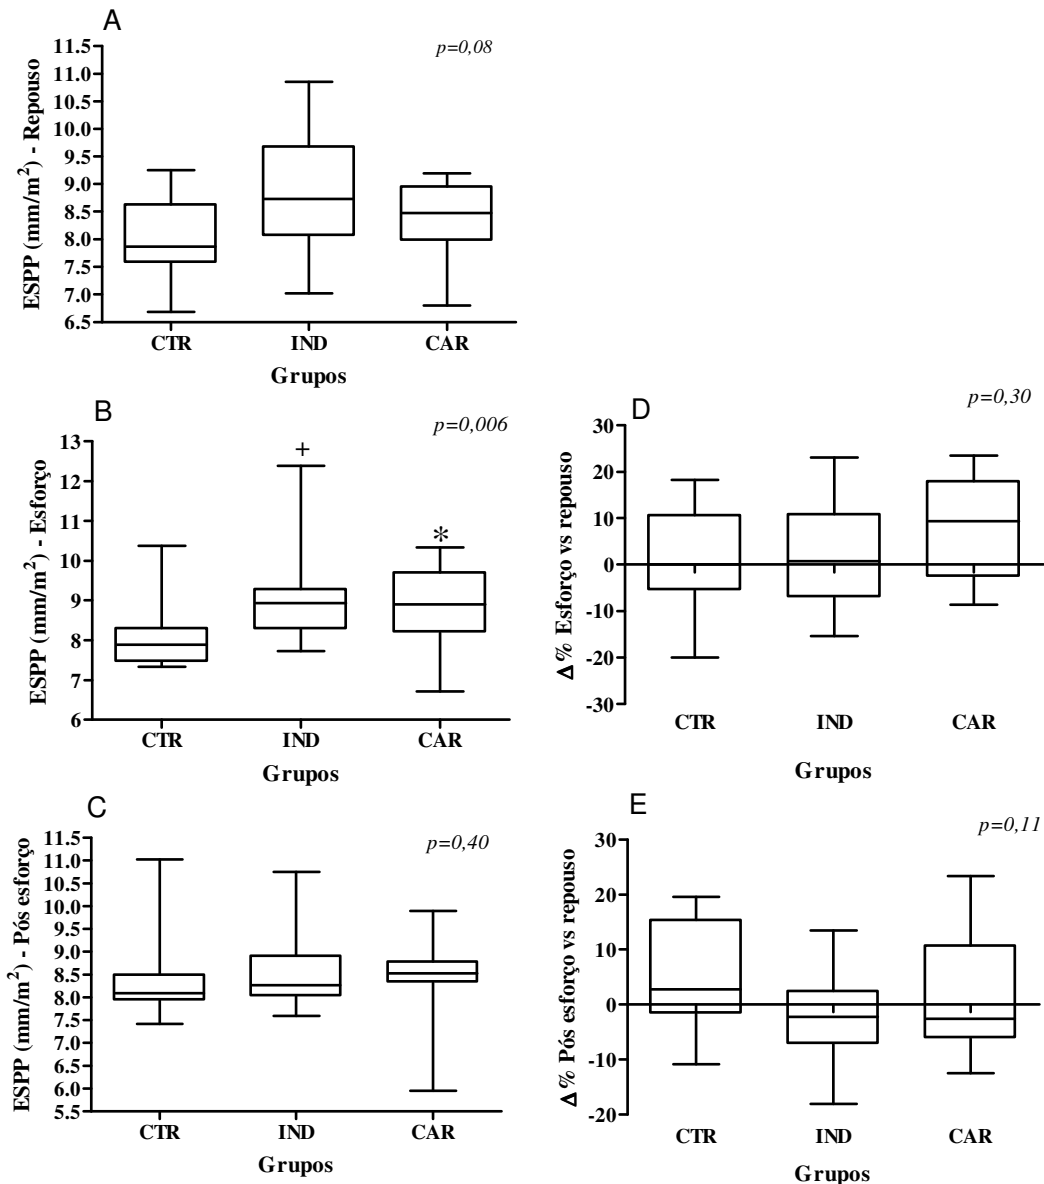 A
p=0,08
ESPP (mm/m²) - Repouso
11.5
11.0
10.5
10.0
9.5
9.0
8.5
8.0
7.5
7.0
6.5
CTR IND CAR
Grupos
B
p=0,006
ESPP (mm/m²) - Esforço
13
12
11
10
9
8
7
6
+
*
CTR IND CAR
Grupos
D
p=0,30
Δ% Esforço vs repouso
30
20
10
0
-10
-20
-30
CTR IND CAR
Grupos
C
p=0,40
ESPP (mm/m²) - Pós esforço
11.5
11.0
10.5
10.0
9.5
9.0
8.5
8.0
7.5
7.0
6.5
6.0
5.5
CTR IND CAR
Grupos
E
p=0,11
Δ% Pós esforço vs repouso
30
20
10
0
-10
-20
CTR IND CAR
Grupos